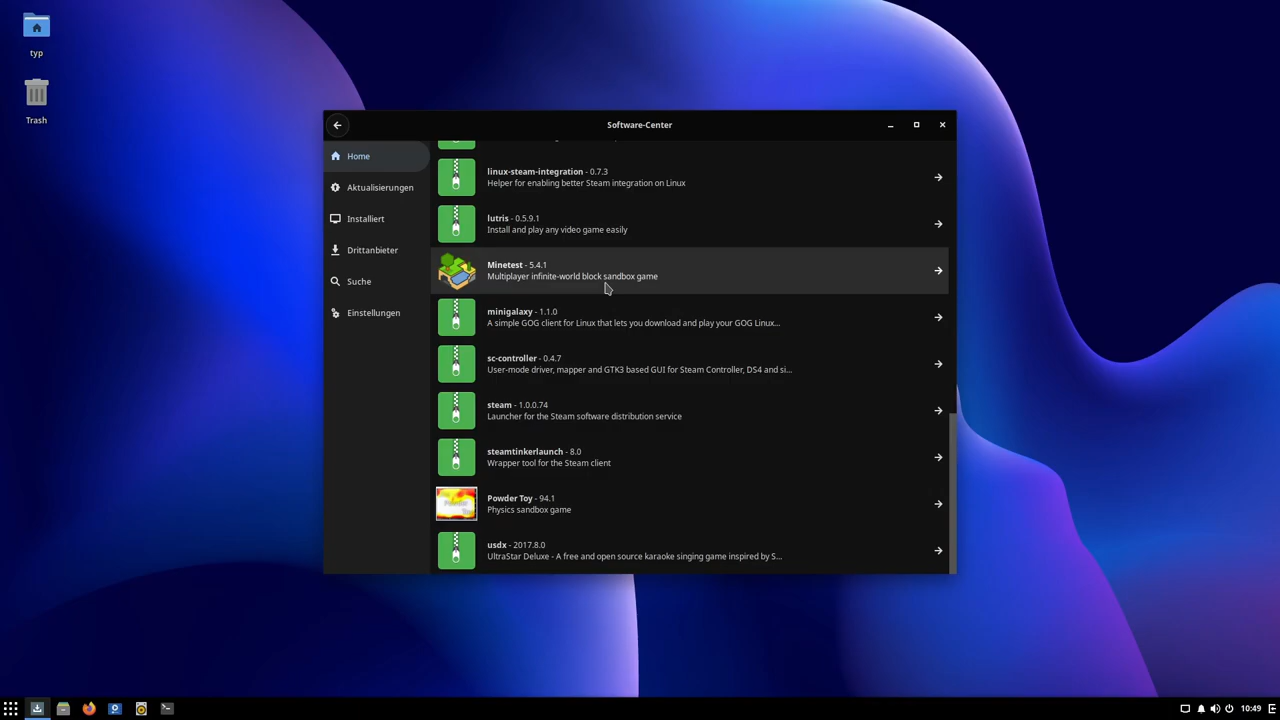 typ
Trash
Software-Center
Home
Aktualisierungen
Installiert
Drittanbieter
Suche
Einstellungen
linux-steam-integration - 0.7.3
Helper for enabling better Steam integration on Linux
lutris - 0.5.9.1
Install and play any video game easily
Minetest - 5.4.1
Multiplayer infinite-world block sandbox game
minigalaxy - 1.1.0
A simple GOG client for Linux that lets you download and play your GOG Linux...
sc-controller - 0.4.7
User-mode driver, mapper and GTK3 based GUI for Steam Controller, DS4 and si...
steam - 1.0.0.74
Launcher for the Steam software distribution service
steamtinkerlaunch - 8.0
Wrapper tool for the Steam client
Powder Toy - 94.1
Physics sandbox game
usdx - 2017.8.0
UltraStar Deluxe - A free and open source karaoke singing game inspired by S...
10:49